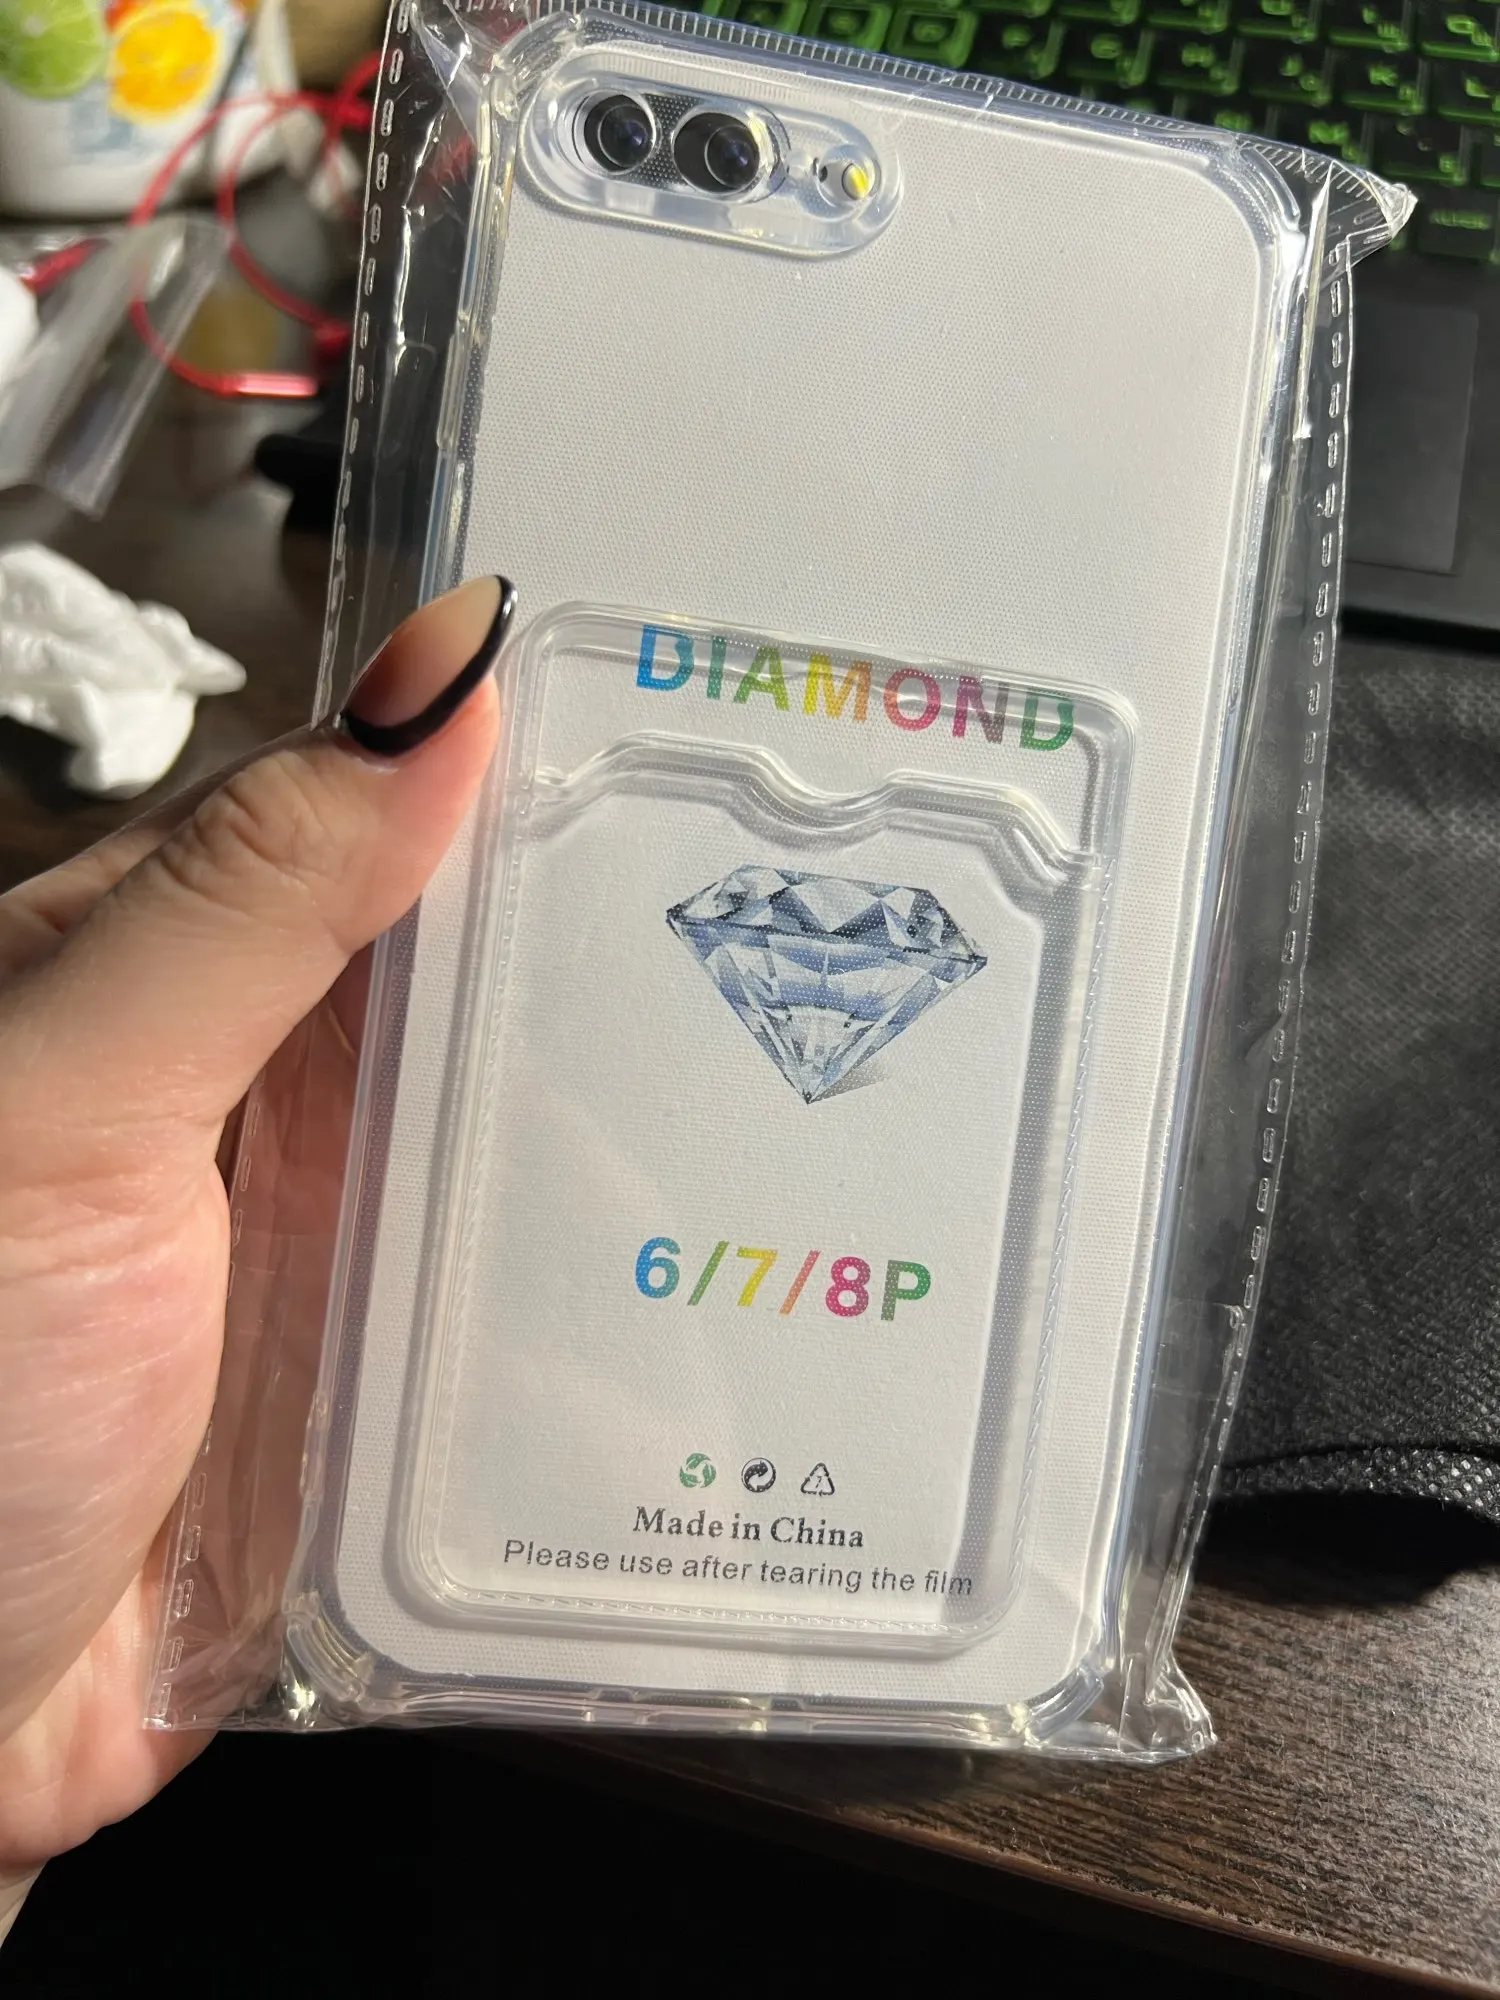 DIAMOND
6/7/8P
Made in China
Please use after tearing the film